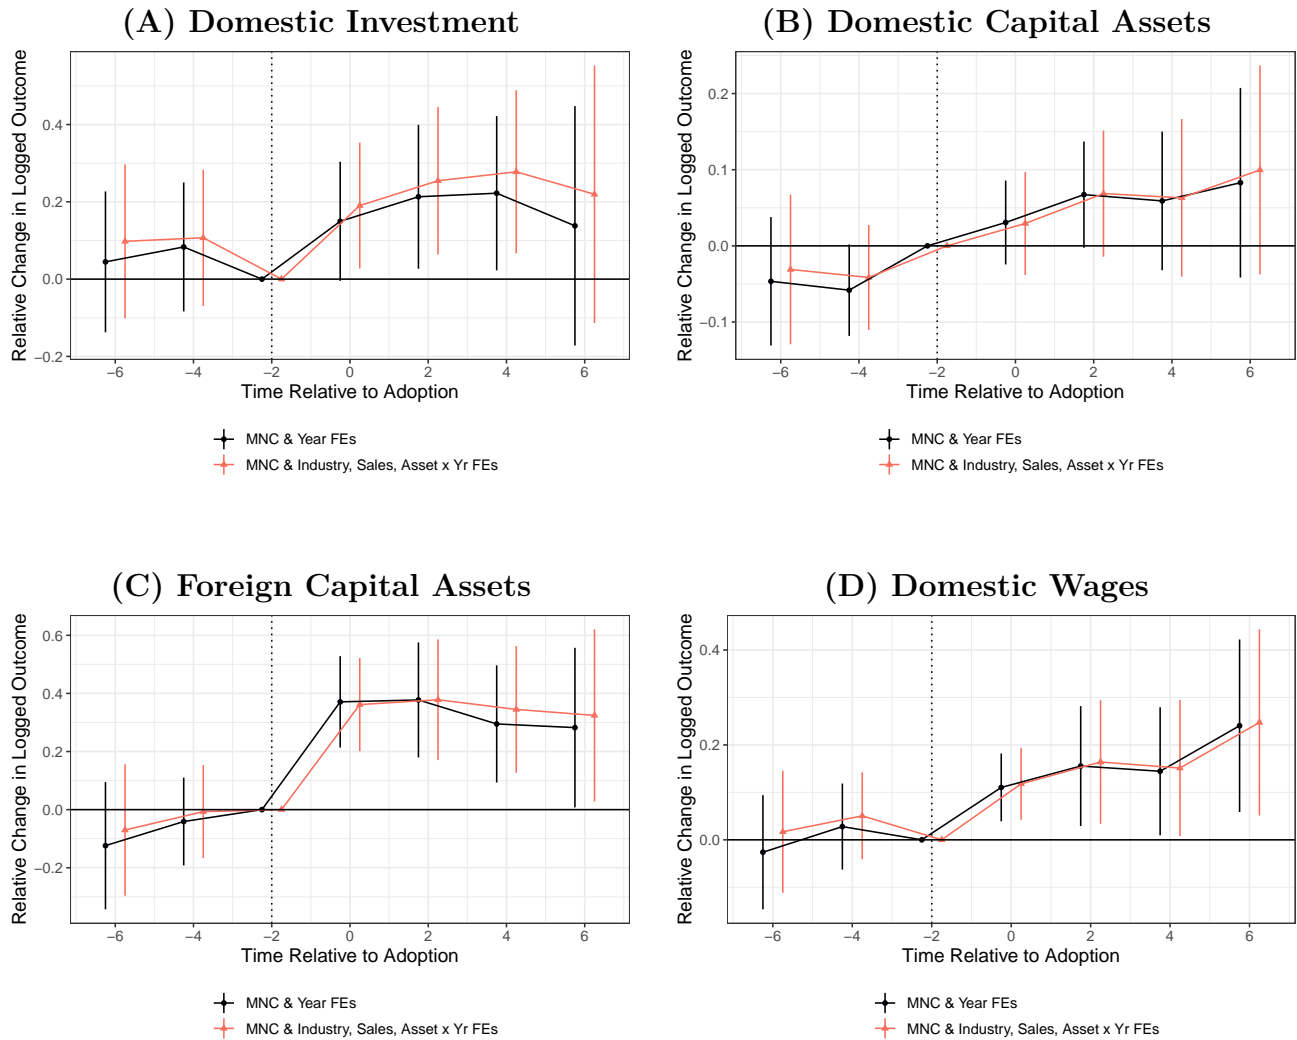 (A) Domestic Investment
Relative Change in Logged Outcome
0.4
0.2
0.0
−0.2
−6 −4 −2 0 2 4 6
Time Relative to Adoption
MNC & Year FEs
MNC & Industry, Sales, Asset x Yr FEs
(B) Domestic Capital Assets
Relative Change in Logged Outcome
0.2
0.1
0.0
−0.1
−6 −4 −2 0 2 4 6
Time Relative to Adoption
MNC & Year FEs
MNC & Industry, Sales, Asset x Yr FEs
(C) Foreign Capital Assets
Relative Change in Logged Outcome
0.6
0.4
0.2
0.0
−0.2
−6 −4 −2 0 2 4 6
Time Relative to Adoption
MNC & Year FEs
MNC & Industry, Sales, Asset x Yr FEs
(D) Domestic Wages
Relative Change in Logged Outcome
0.4
0.2
0.0
−6 −4 −2 0 2 4 6
Time Relative to Adoption
MNC & Year FEs
MNC & Industry, Sales, Asset x Yr FEs